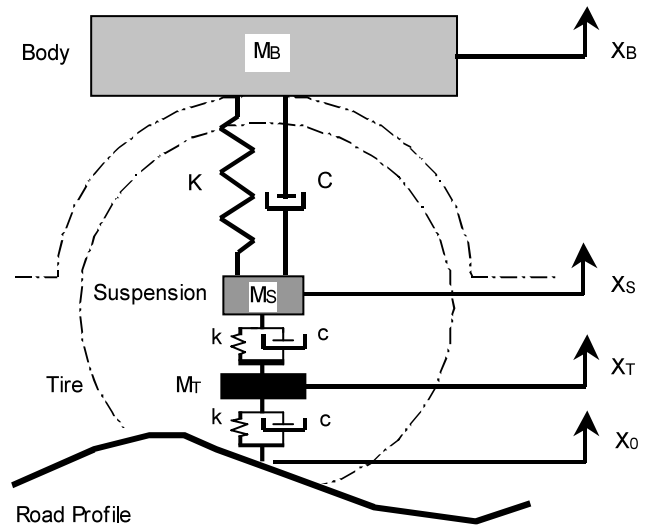 Body
MB
XB
K
C
Suspension
MS
XS
k
c
XT
Tire
MT
k
c
X0
Road Profile